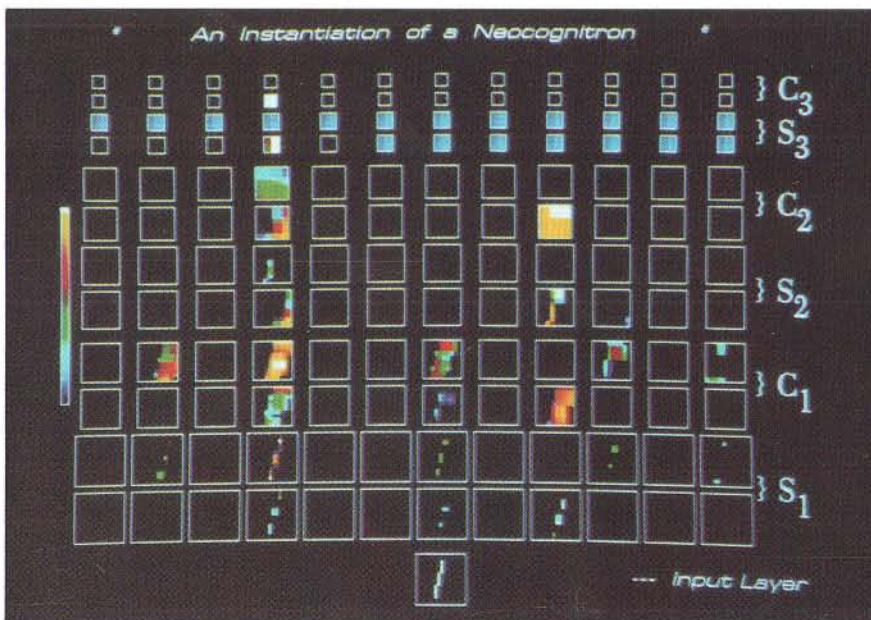 * An Instantiation of a Neocognitron *
} C3
} S3
} C2
} S2
} C1
} S1
--- Input Layer